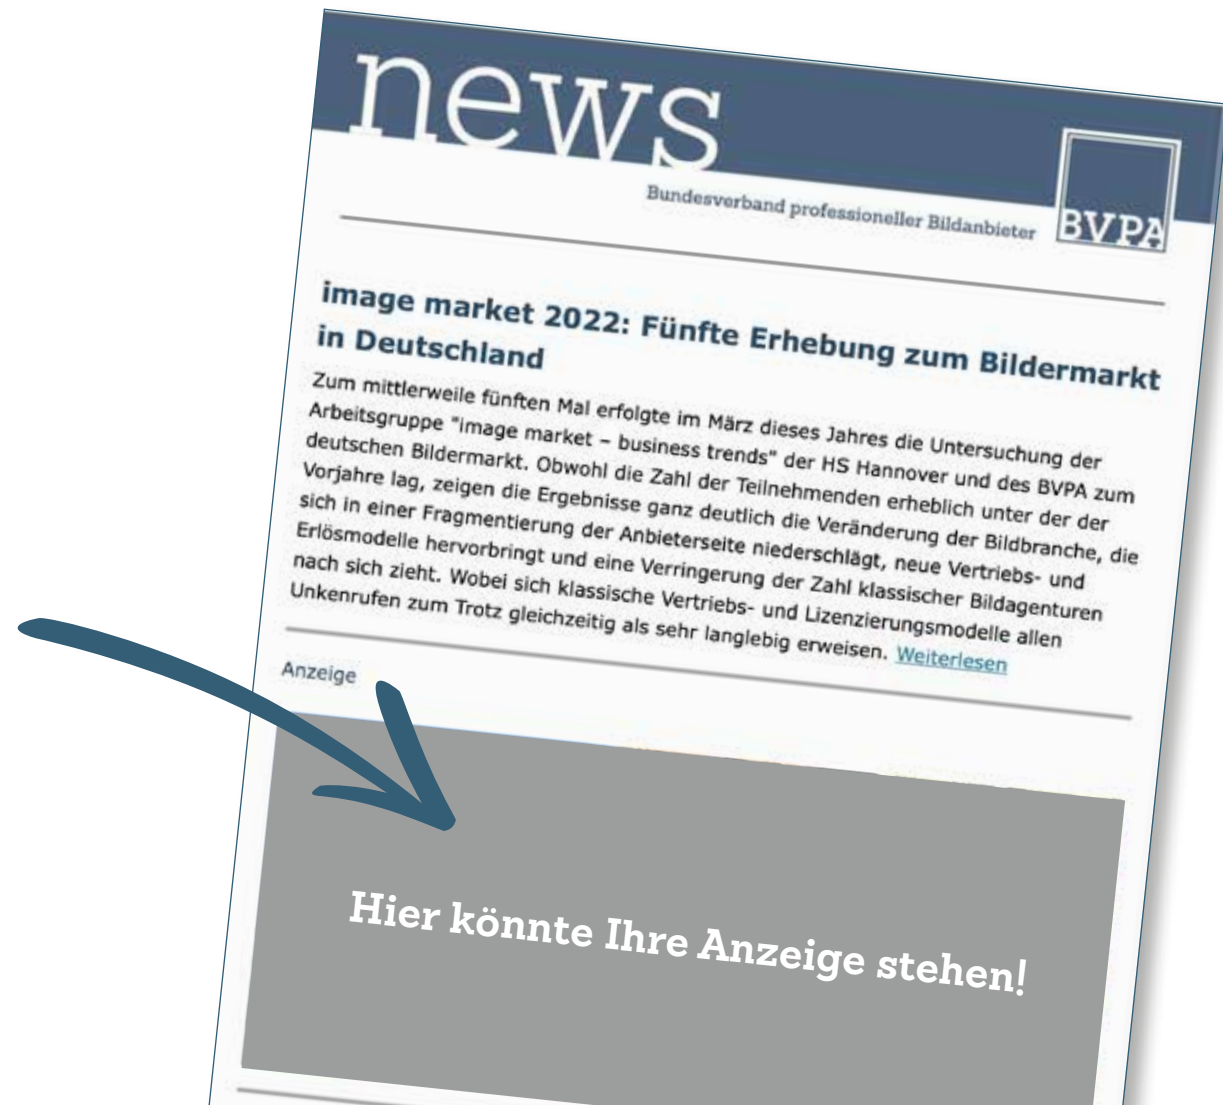 news
Bundesverband professioneller Bildanbieter
BVPA
image market 2022: Fünfte Erhebung zum Bildermarkt
in Deutschland
Zum mittlerweile fünften Mal erfolgte im März dieses Jahres die Untersuchung der
Arbeitsgruppe "image market – business trends" der HS Hannover und des BVPA zum
deutschen Bildermarkt. Obwohl die Zahl der Teilnehmenden erheblich unter der der
Vorjahre lag, zeigen die Ergebnisse ganz deutlich die Veränderung der Bildbranche, die
sich in einer Fragmentierung der Anbieterseite niederschlägt, neue Vertriebs- und
Erlösmodelle hervorbringt und eine Verringerung der Zahl klassischer Bildagenturen
nach sich zieht. Wobei sich klassische Vertriebs- und Lizenzierungsmodelle allen
Unkenrufen zum Trotz gleichzeitig als sehr langlebig erweisen. Weiterlesen
Anzeige
Hier könnte Ihre Anzeige stehen!